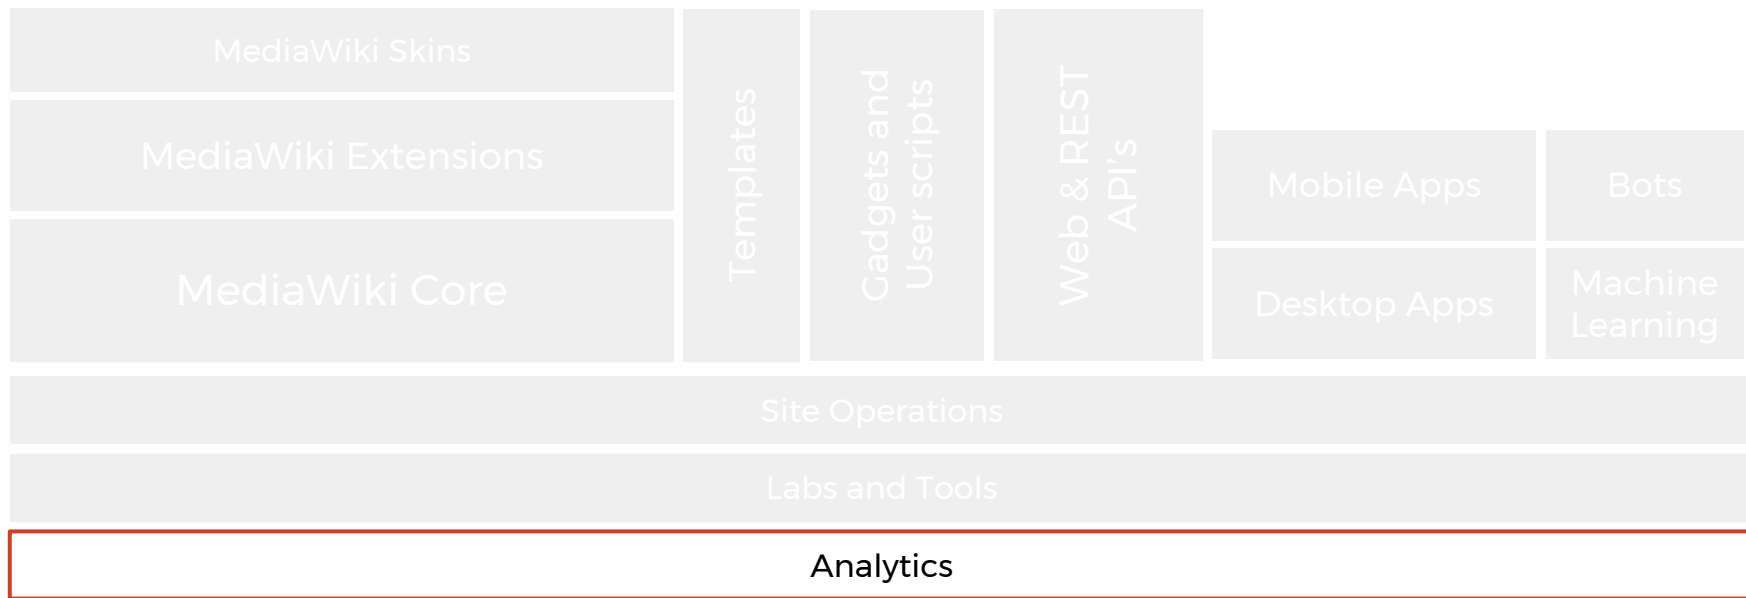 MediaWiki Skins
MediaWiki Extensions
MediaWiki Core
Templates
Gadgets and
User scripts
Web & REST
API's
Mobile Apps
Bots
Desktop Apps
Machine
Learning
Site Operations
Labs and Tools
Analytics